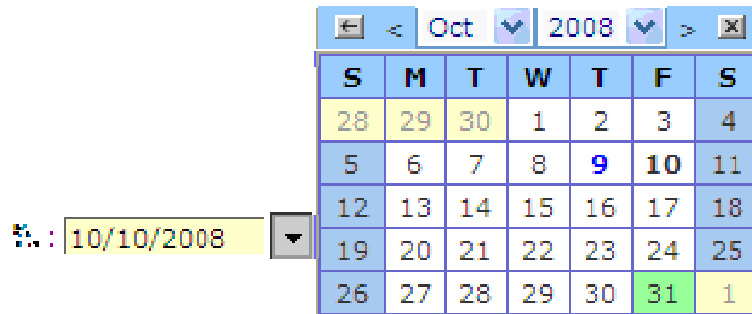 < Oct 2008 >
S M T W T F S
28 29 30 1 2 3 4
5 6 7 8 9 10 11
12 13 14 15 16 17 18
: 10/10/2008
19 20 21 22 23 24 25
26 27 28 29 30 31 1